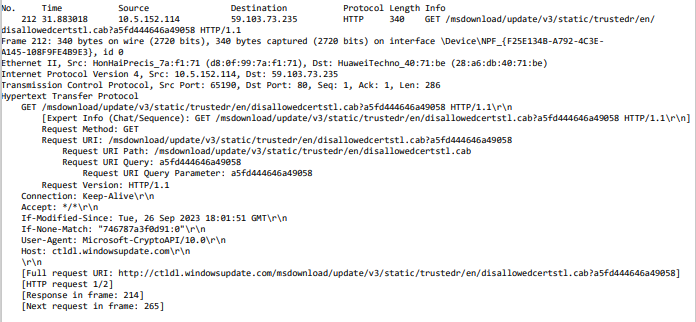 No. Time Source Destination Protocol Length Info
212 31.883018 10.5.152.114 59.103.73.235 HTTP 340 GET /msdownload/update/v3/static/trustedr/en/
disallowedcertstl.cab?a5fd444646a49058 HTTP/1.1
Frame 212: 340 bytes on wire (2720 bits), 340 bytes captured (2720 bits) on interface \Device\NPF_{F25E134B-A792-4C3E-
A145-108F9FE4B9E3}, id 0
Ethernet II, Src: HonHaiPrecis_7a:f1:71 (d8:0f:99:7a:f1:71), Dst: HuaweiTechno_40:71:be (28:a6:db:40:71:be)
Internet Protocol Version 4, Src: 10.5.152.114, Dst: 59.103.73.235
Transmission Control Protocol, Src Port: 65190, Dst Port: 80, Seq: 1, Ack: 1, Len: 286
Hypertext Transfer Protocol
GET /msdownload/update/v3/static/trustedr/en/disallowedcertstl.cab?a5fd444646a49058 HTTP/1.1\r\n
[Expert Info (Chat/Sequence): GET /msdownload/update/v3/static/trustedr/en/disallowedcertstl.cab?a5fd444646a49058 HTTP/1.1\r\n]
Request Method: GET
Request URI: /msdownload/update/v3/static/trustedr/en/disallowedcertstl.cab?a5fd444646a49058
Request URI Path: /msdownload/update/v3/static/trustedr/en/disallowedcertstl.cab
Request URI Query: a5fd444646a49058
Request URI Query Parameter: a5fd444646a49058
Request Version: HTTP/1.1
Connection: Keep-Alive\r\n
Accept: */*\r\n
If-Modified-Since: Tue, 26 Sep 2023 18:01:51 GMT\r\n
If-None-Match: "746787a3f0d91:0"\r\n
User-Agent: Microsoft-CryptoAPI/10.0\r\n
Host: ctldl.windowsupdate.com\r\n
\r\n
[Full request URI: http://ctldl.windowsupdate.com/msdownload/update/v3/static/trustedr/en/disallowedcertstl.cab?a5fd444646a49058]
[HTTP request 1/2]
[Response in frame: 214]
[Next request in frame: 265]